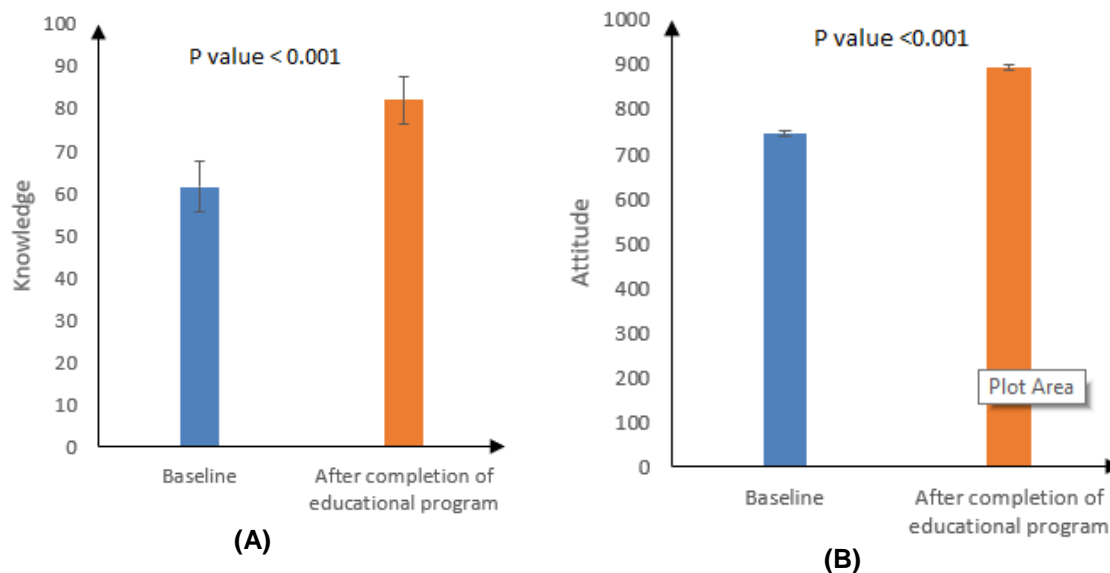 100
90
80
70
60
50
40
30
20
10
0
Knowledge
P value < 0.001
Baseline
After completion of
educational program
(A)
1000
900
800
700
600
500
400
300
200
100
0
Attitude
P value <0.001
Plot Area
Baseline
After completion of
educational program
(B)